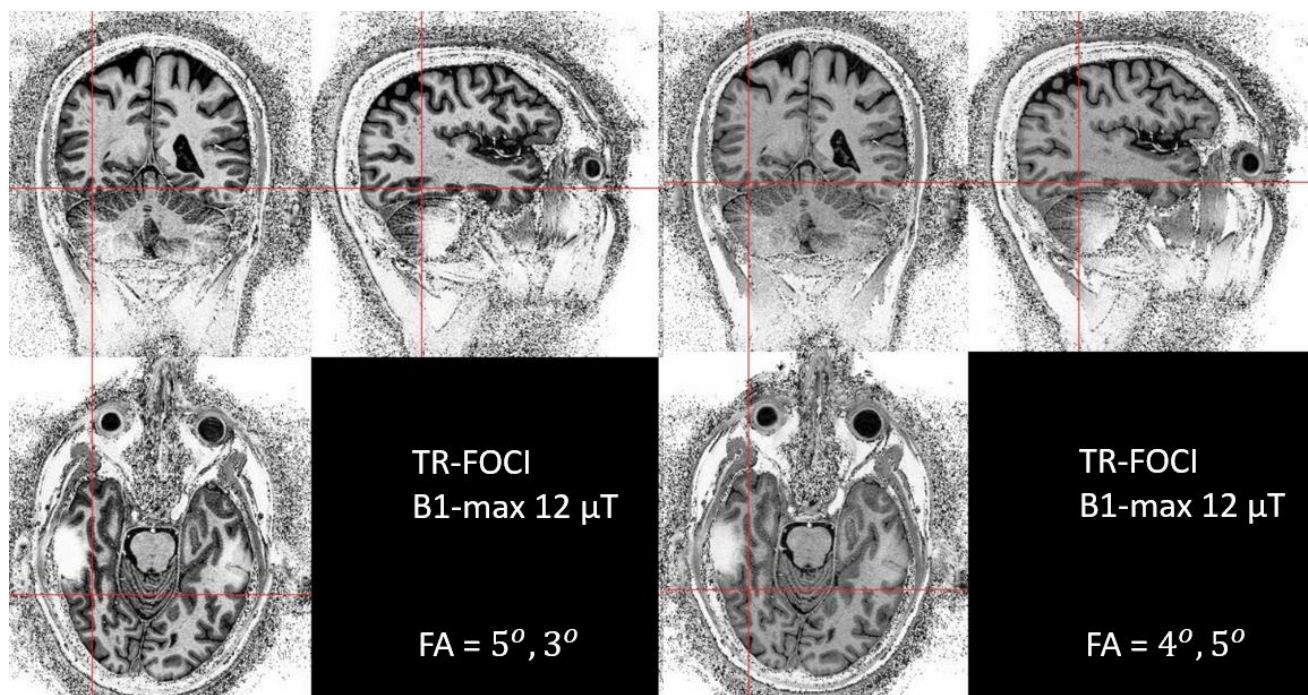 TR-FOCI
B1-max 12 μT
FA = 5°, 3°
TR-FOCI
B1-max 12 μT
FA = 4°, 5°